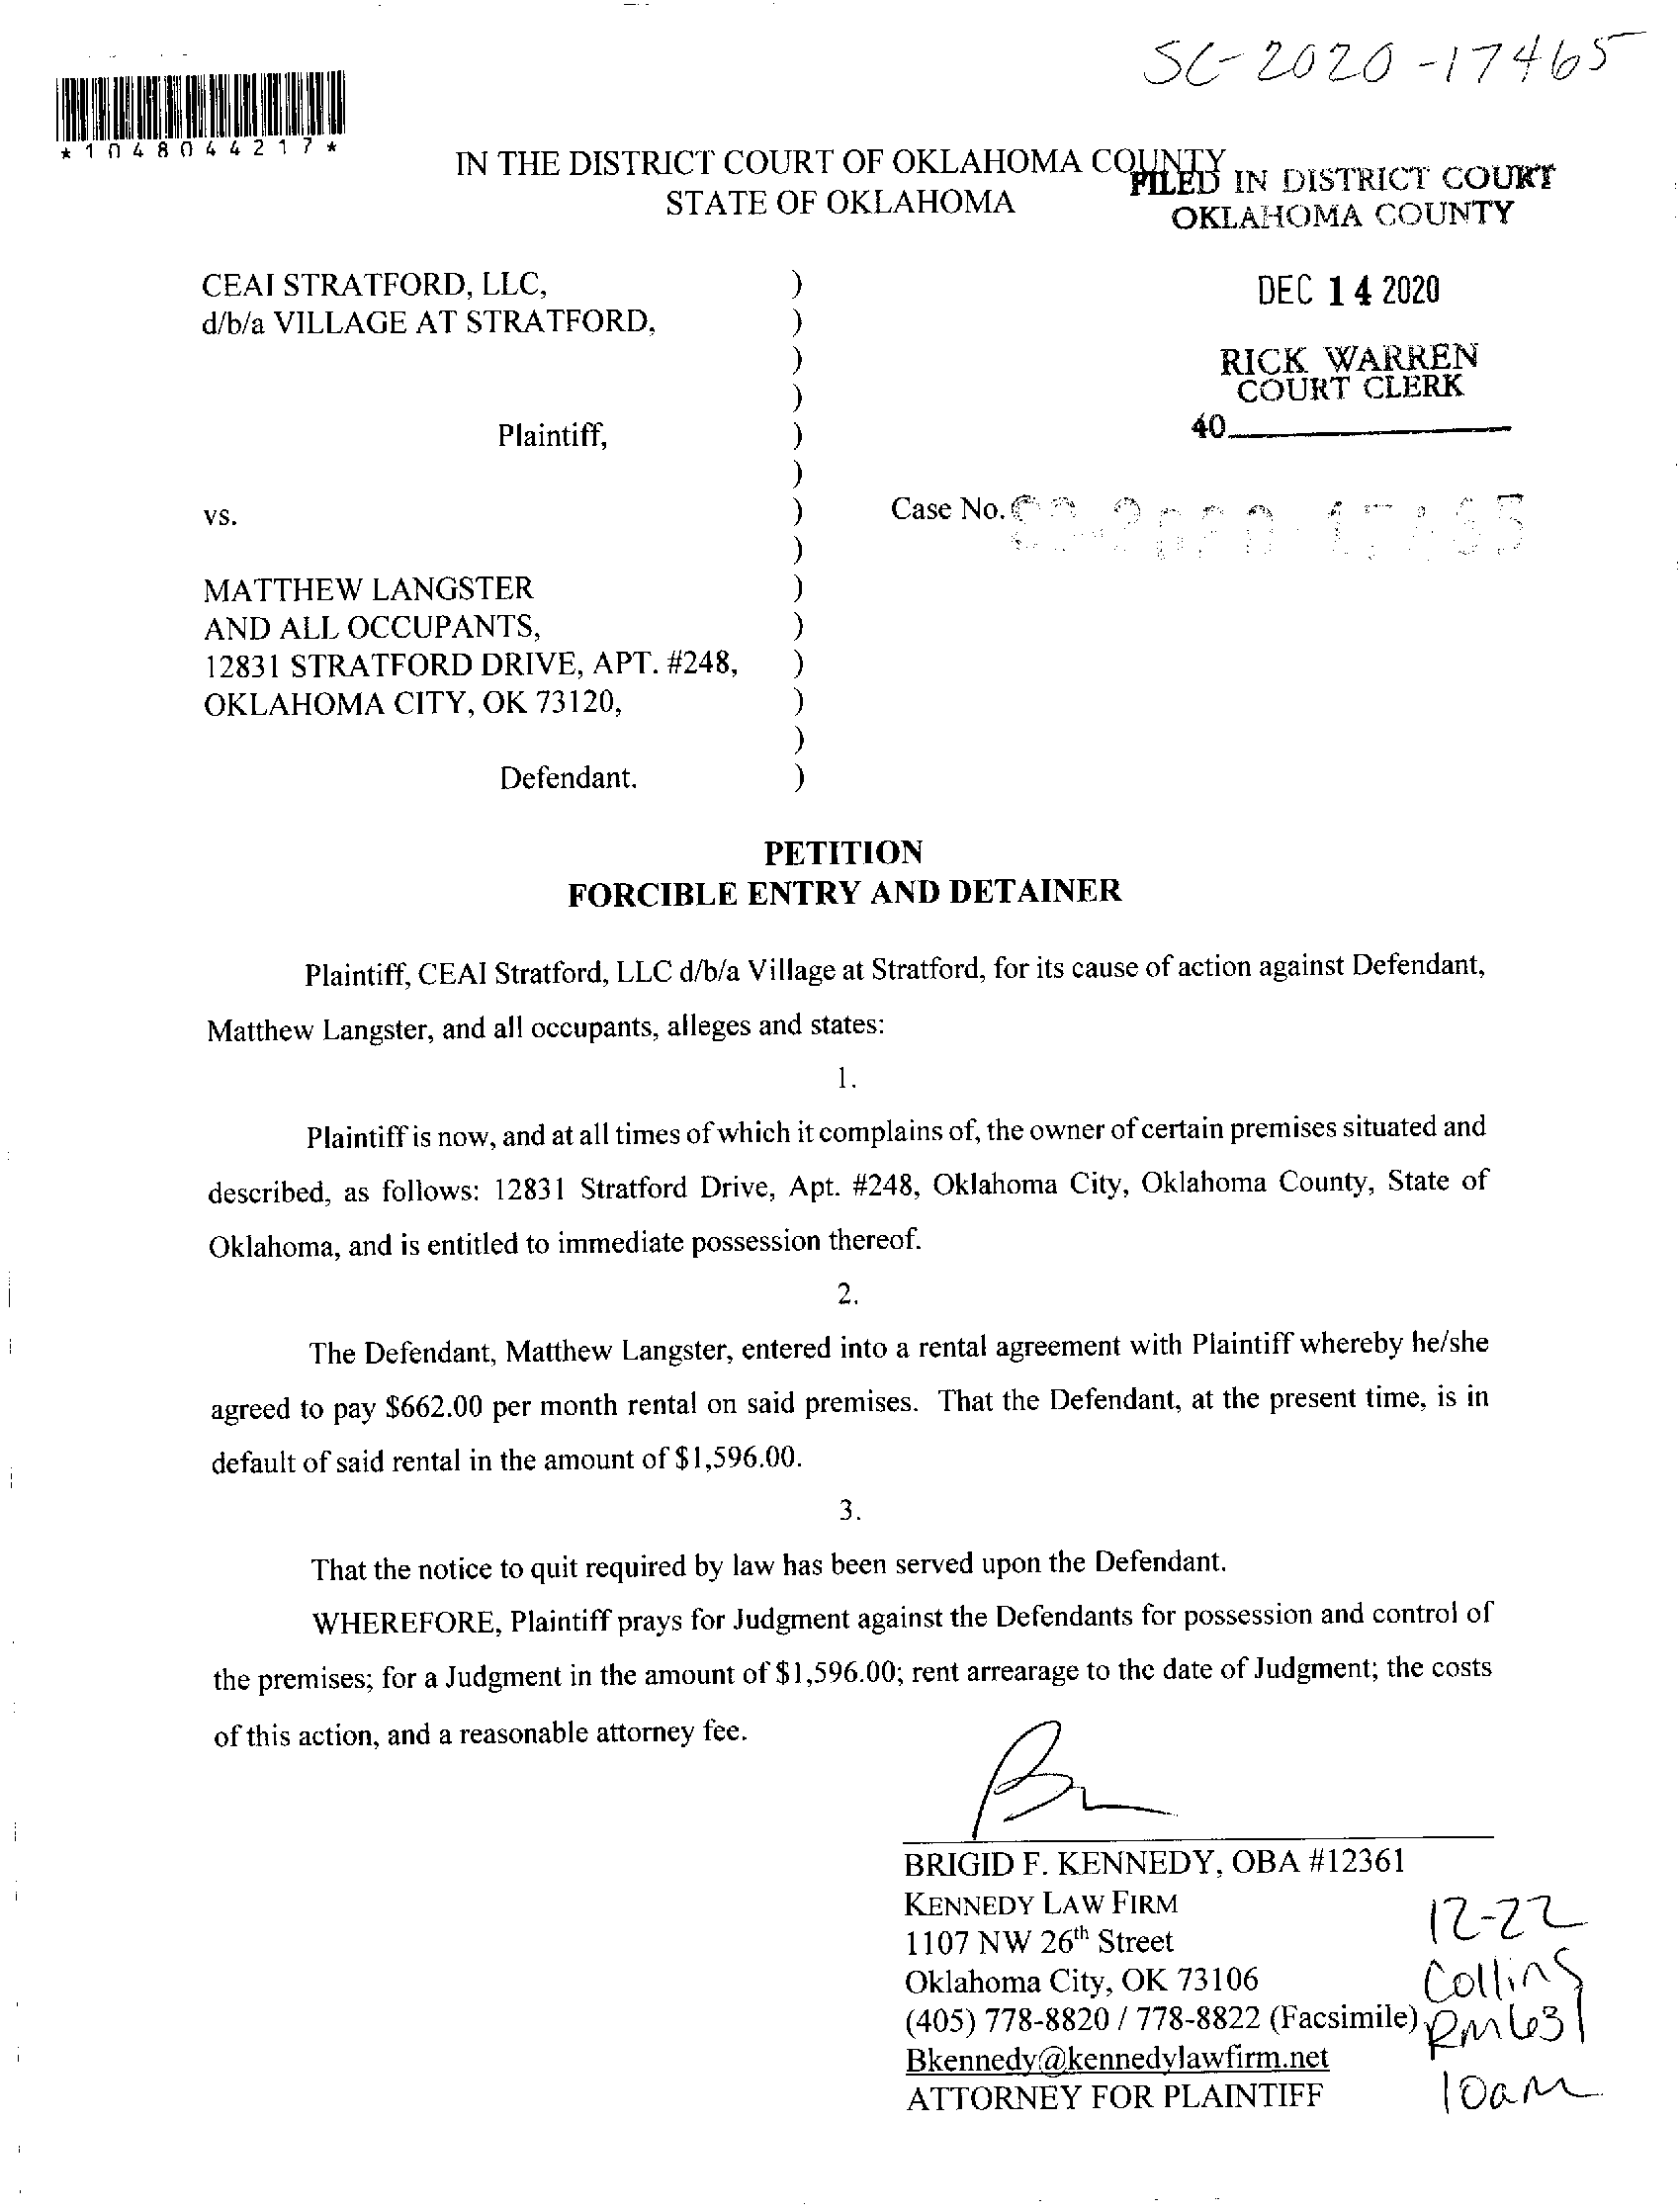 SC-2020-17465
*1048044217*
IN THE DISTRICT COURT OF OKLAHOMA COUNTY
STATE OF OKLAHOMA
FILED IN DISTRICT COURT
OKLAHOMA COUNTY
DEC 14 2020
RICK WARREN
COURT CLERK
40
CEAI STRATFORD, LLC, )
d/b/a VILLAGE AT STRATFORD, )
)
)
Plaintiff, )
)
vs. ) Case No. SC-2020-17465
)
MATTHEW LANGSTER )
AND ALL OCCUPANTS, )
12831 STRATFORD DRIVE, APT. #248, )
OKLAHOMA CITY, OK 73120, )
)
Defendant. )
PETITION
FORCIBLE ENTRY AND DETAINER
Plaintiff, CEAI Stratford, LLC d/b/a Village at Stratford, for its cause of action against Defendant,
Matthew Langster, and all occupants, alleges and states:
1.
Plaintiff is now, and at all times of which it complains of, the owner of certain premises situated and
described, as follows: 12831 Stratford Drive, Apt. #248, Oklahoma City, Oklahoma County, State of
Oklahoma, and is entitled to immediate possession thereof.
2.
The Defendant, Matthew Langster, entered into a rental agreement with Plaintiff whereby he/she
agreed to pay $662.00 per month rental on said premises. That the Defendant, at the present time, is in
default of said rental in the amount of $1,596.00.
3.
That the notice to quit required by law has been served upon the Defendant.
WHEREFORE, Plaintiff prays for Judgment against the Defendants for possession and control of
the premises; for a Judgment in the amount of $1,596.00; rent arrearage to the date of Judgment; the costs
of this action, and a reasonable attorney fee.
BRIGID F. KENNEDY, OBA #12361
KENNEDY LAW FIRM
1107 NW 26th Street
Oklahoma City, OK 73106
(405) 778-8820 / 778-8822 (Facsimile)
Bkennedy@kennedylawfirm.net
ATTORNEY FOR PLAINTIFF
12-22
Collins
Rm 631
10am